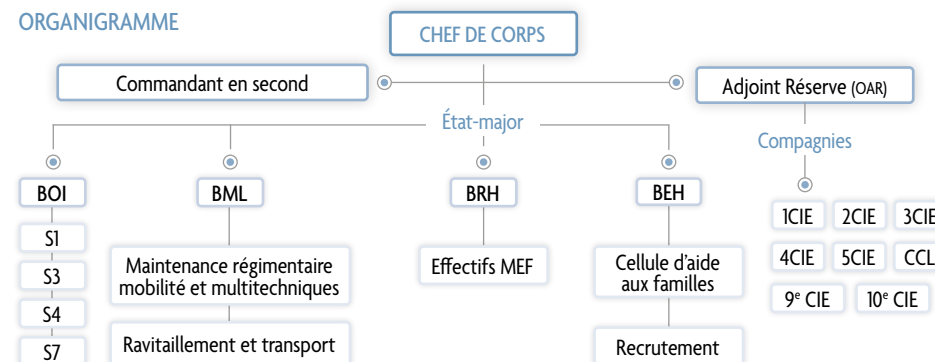 ORGANIGRAMME
CHEF DE CORPS
Commandant en second
Adjoint Réserve (OAR)
État-major
Compagnies
BOI
BML
BRH
BEH
S1
S3
S4
S7
Maintenance régimentaire
mobilité et multitechniques
Ravitaillement et transport
Effectifs MEF
Cellule d'aide
aux familles
Recrutement
1CIE 2CIE 3CIE
4CIE 5CIE CCL
9e CIE 10e CIE